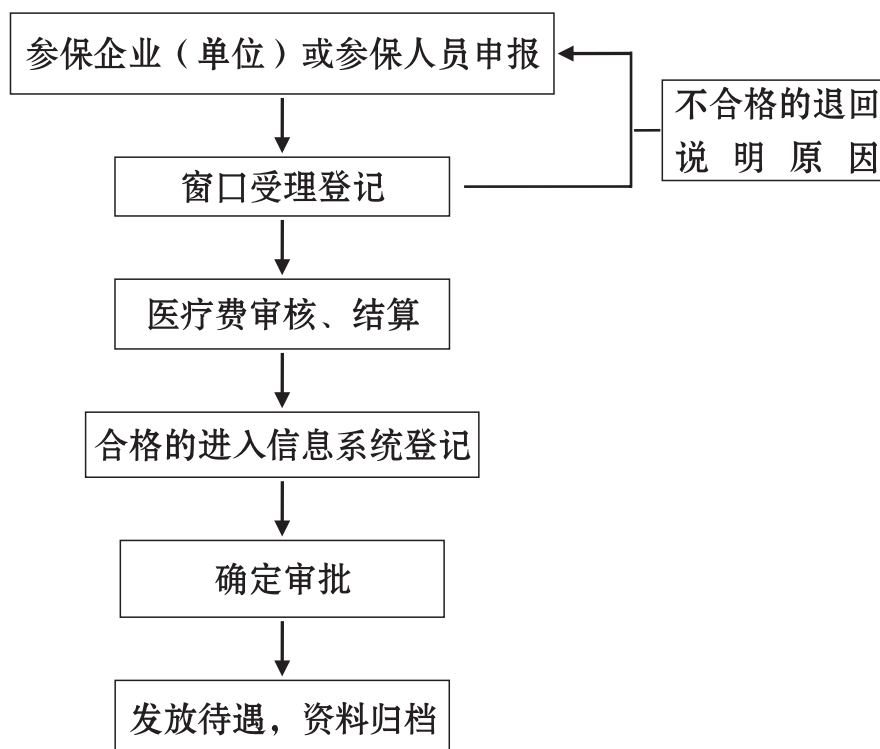 参保企业（单位）或参保人员申报
不合格的退回
说明原因
窗口受理登记
医疗费审核、结算
合格的进入信息系统登记
确定审批
发放待遇，资料归档